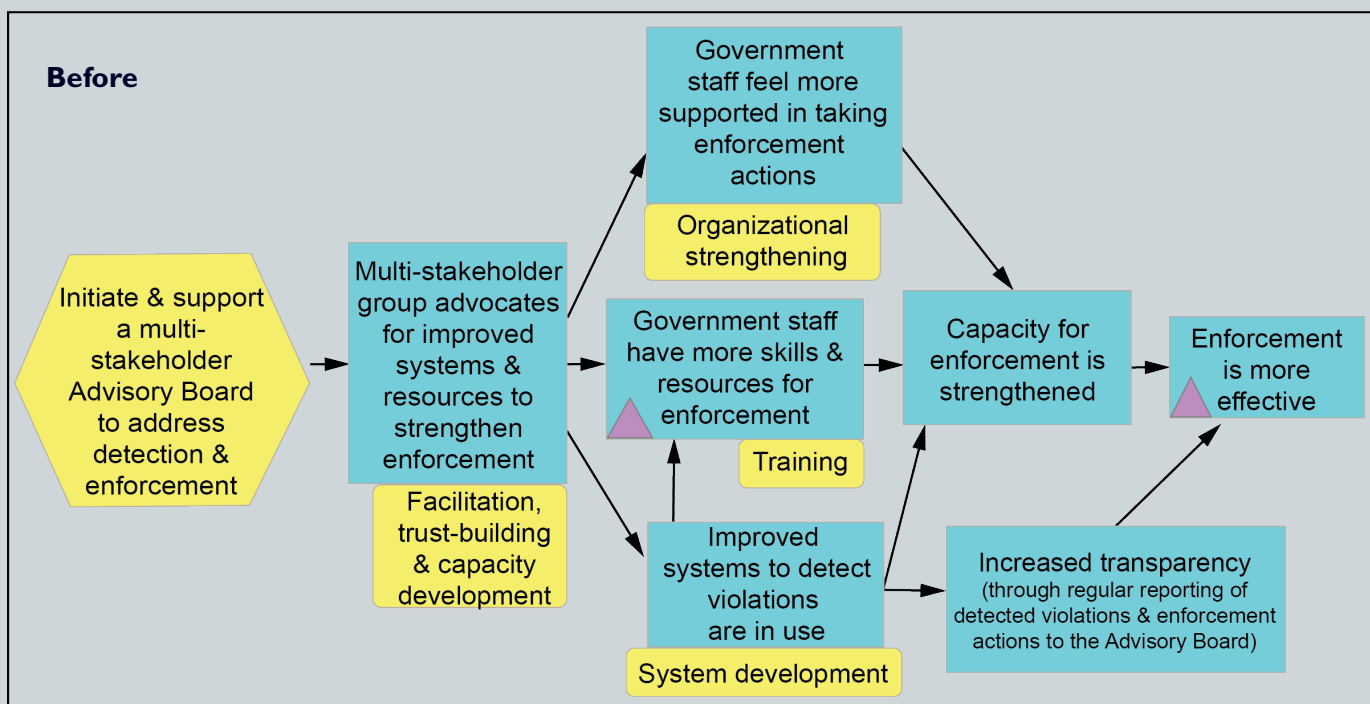 Before
Initiate & support
a multi-
stakeholder
Advisory Board
to address
detection &
enforcement
Multi-stakeholder
group advocates
for improved
systems &
resources to
strengthen
enforcement
Facilitation,
trust-building
& capacity
development
Government
staff feel more
supported in taking
enforcement
actions
Organizational
strengthening
Government staff
have more skills &
resources for
enforcement
Training
Improved
systems to detect
violations
are in use
System development
Capacity for
enforcement is
strengthened
Increased transparency
(through regular reporting of
detected violations & enforcement
actions to the Advisory Board)
Enforcement
is more
effective